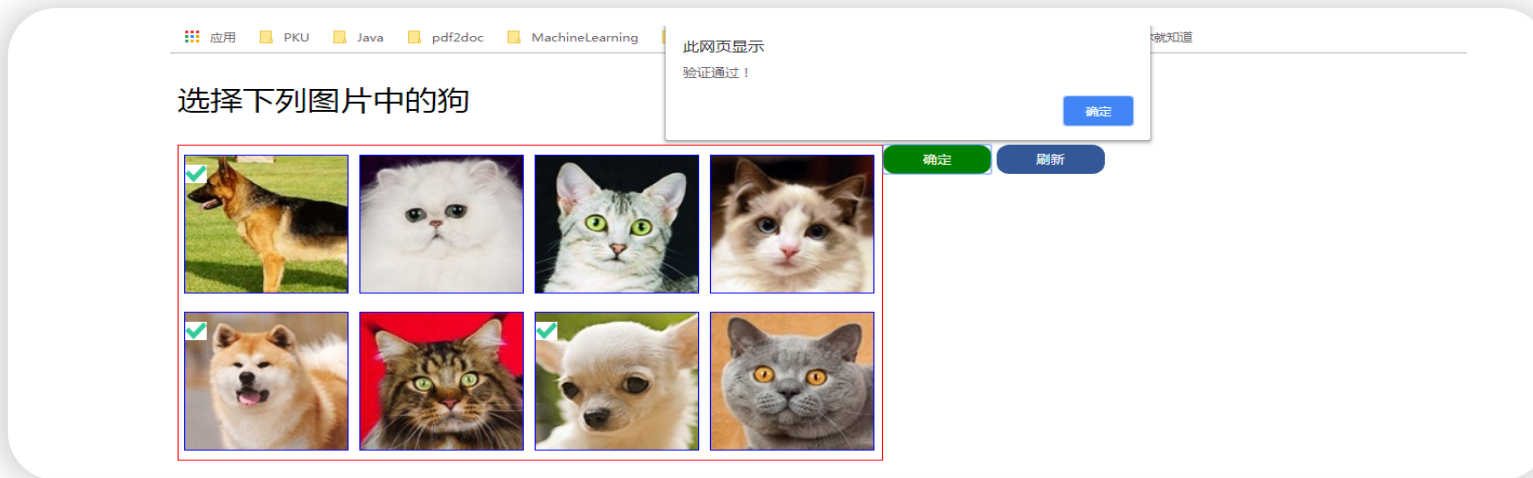 应用 PKU Java pdf2doc MachineLearning
就知道
此网页显示
验证通过！
确定
选择下列图片中的狗
确定 刷新